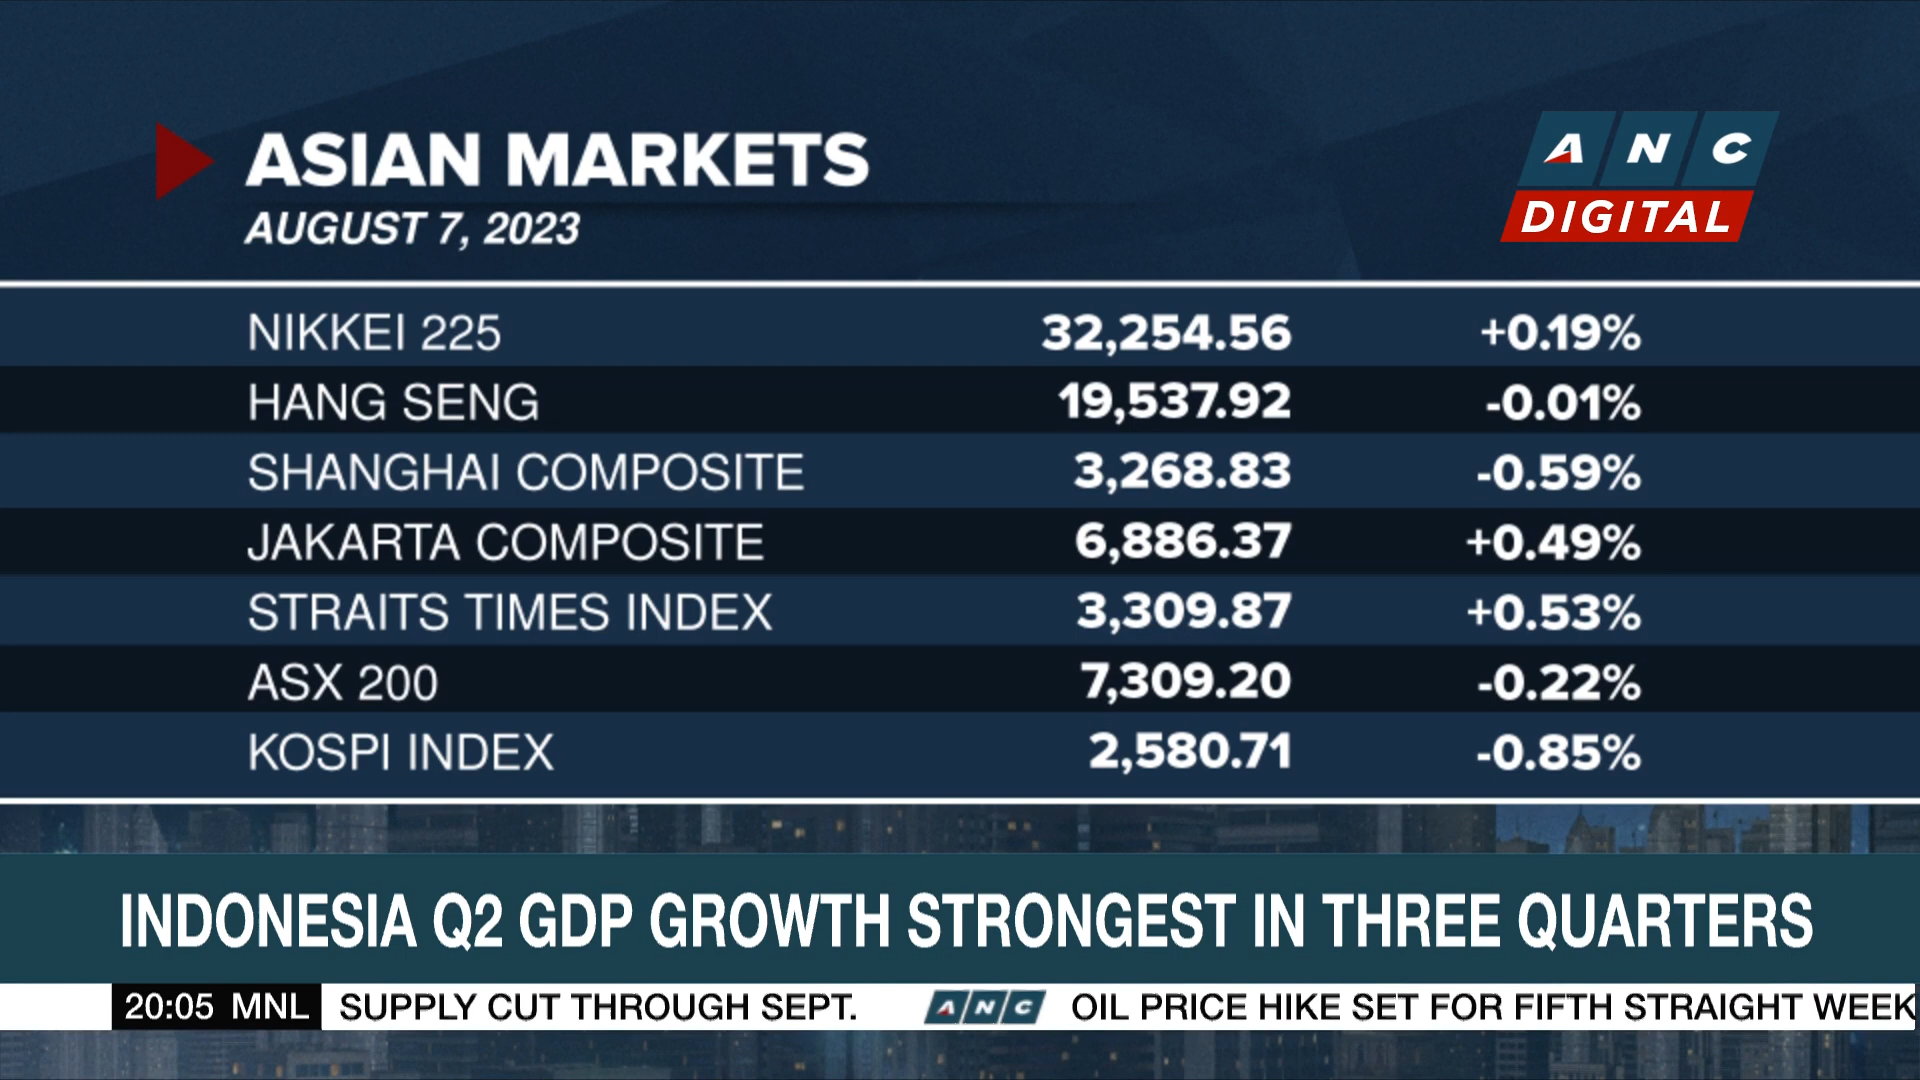 ASIAN MARKETS
AUGUST 7, 2023
ANC
DIGITAL
NIKKEI 225 32,254.56 +0.19%
HANG SENG 19,537.92 -0.01%
SHANGHAI COMPOSITE 3,268.83 -0.59%
JAKARTA COMPOSITE 6,886.37 +0.49%
STRAITS TIMES INDEX 3,309.87 +0.53%
ASX 200 7,309.20 -0.22%
KOSPI INDEX 2,580.71 -0.85%
INDONESIA Q2 GDP GROWTH STRONGEST IN THREE QUARTERS
20:05 MNL SUPPLY CUT THROUGH SEPT. ANC OIL PRICE HIKE SET FOR FIFTH STRAIGHT WEEK